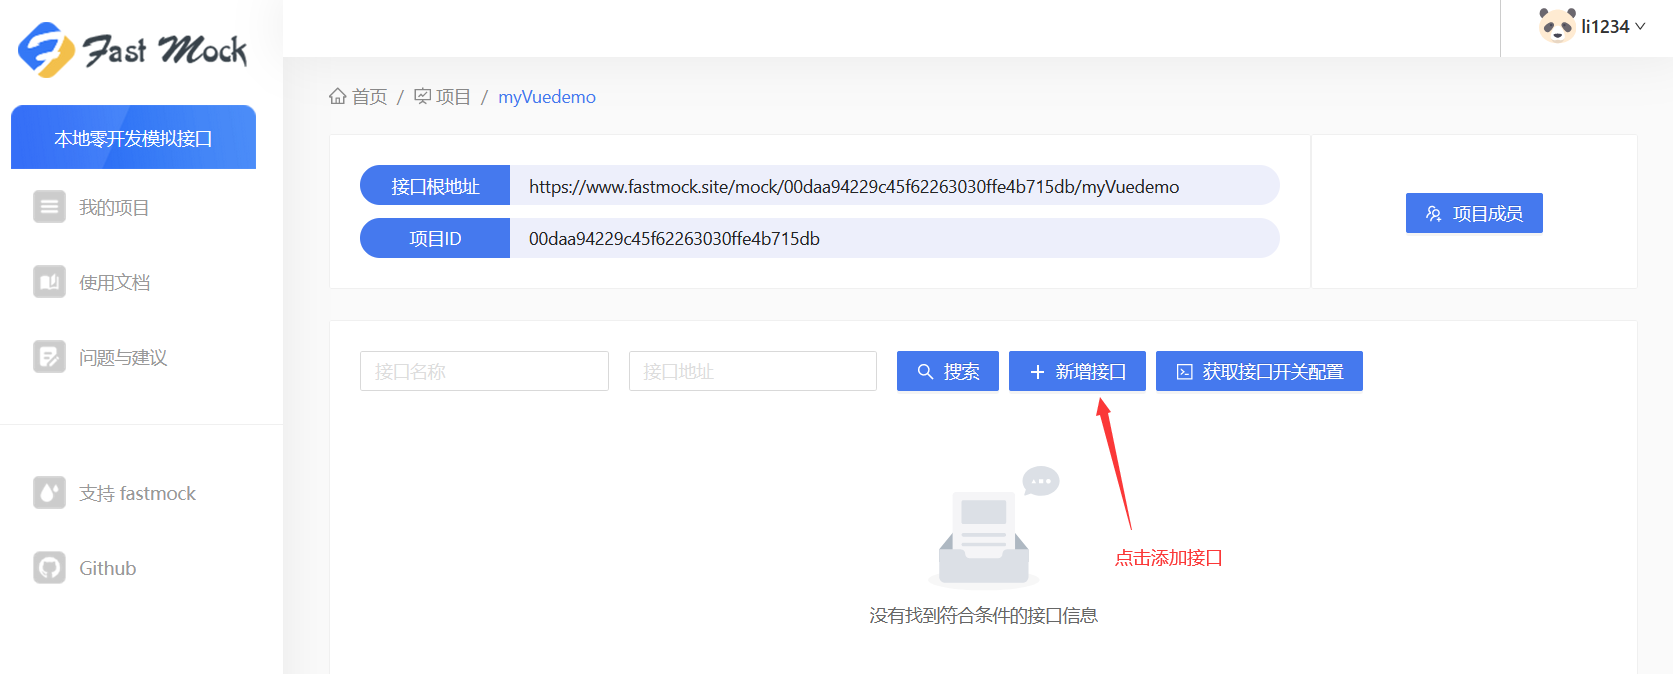 Fast Mock
li1234
本地零开发模拟接口
我的项目
使用文档
问题与建议
支持 fastmock
Github
首页 / 项目 / myVuedemo
接口根地址 https://www.fastmock.site/mock/00daa94229c45f62263030ffe4b715db/myVuedemo
项目ID 00daa94229c45f62263030ffe4b715db
项目成员
接口名称 接口地址 搜索 新增接口 获取接口开关配置
点击添加接口
没有找到符合条件的接口信息